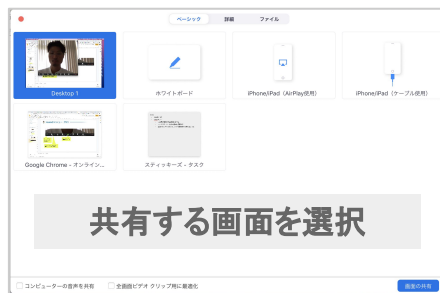 ベーシック 詳細 ファイル
Desktop 1
ホワイトボード
iPhone/iPad（AirPlay使用）
iPhone/iPad（ケーブル使用）
Google Chrome - オンライン...
スティッキーズ - タスク
共有する画面を選択
コンピューターの音声を共有
全画面ビデオ クリップ用に最適化
画面の共有